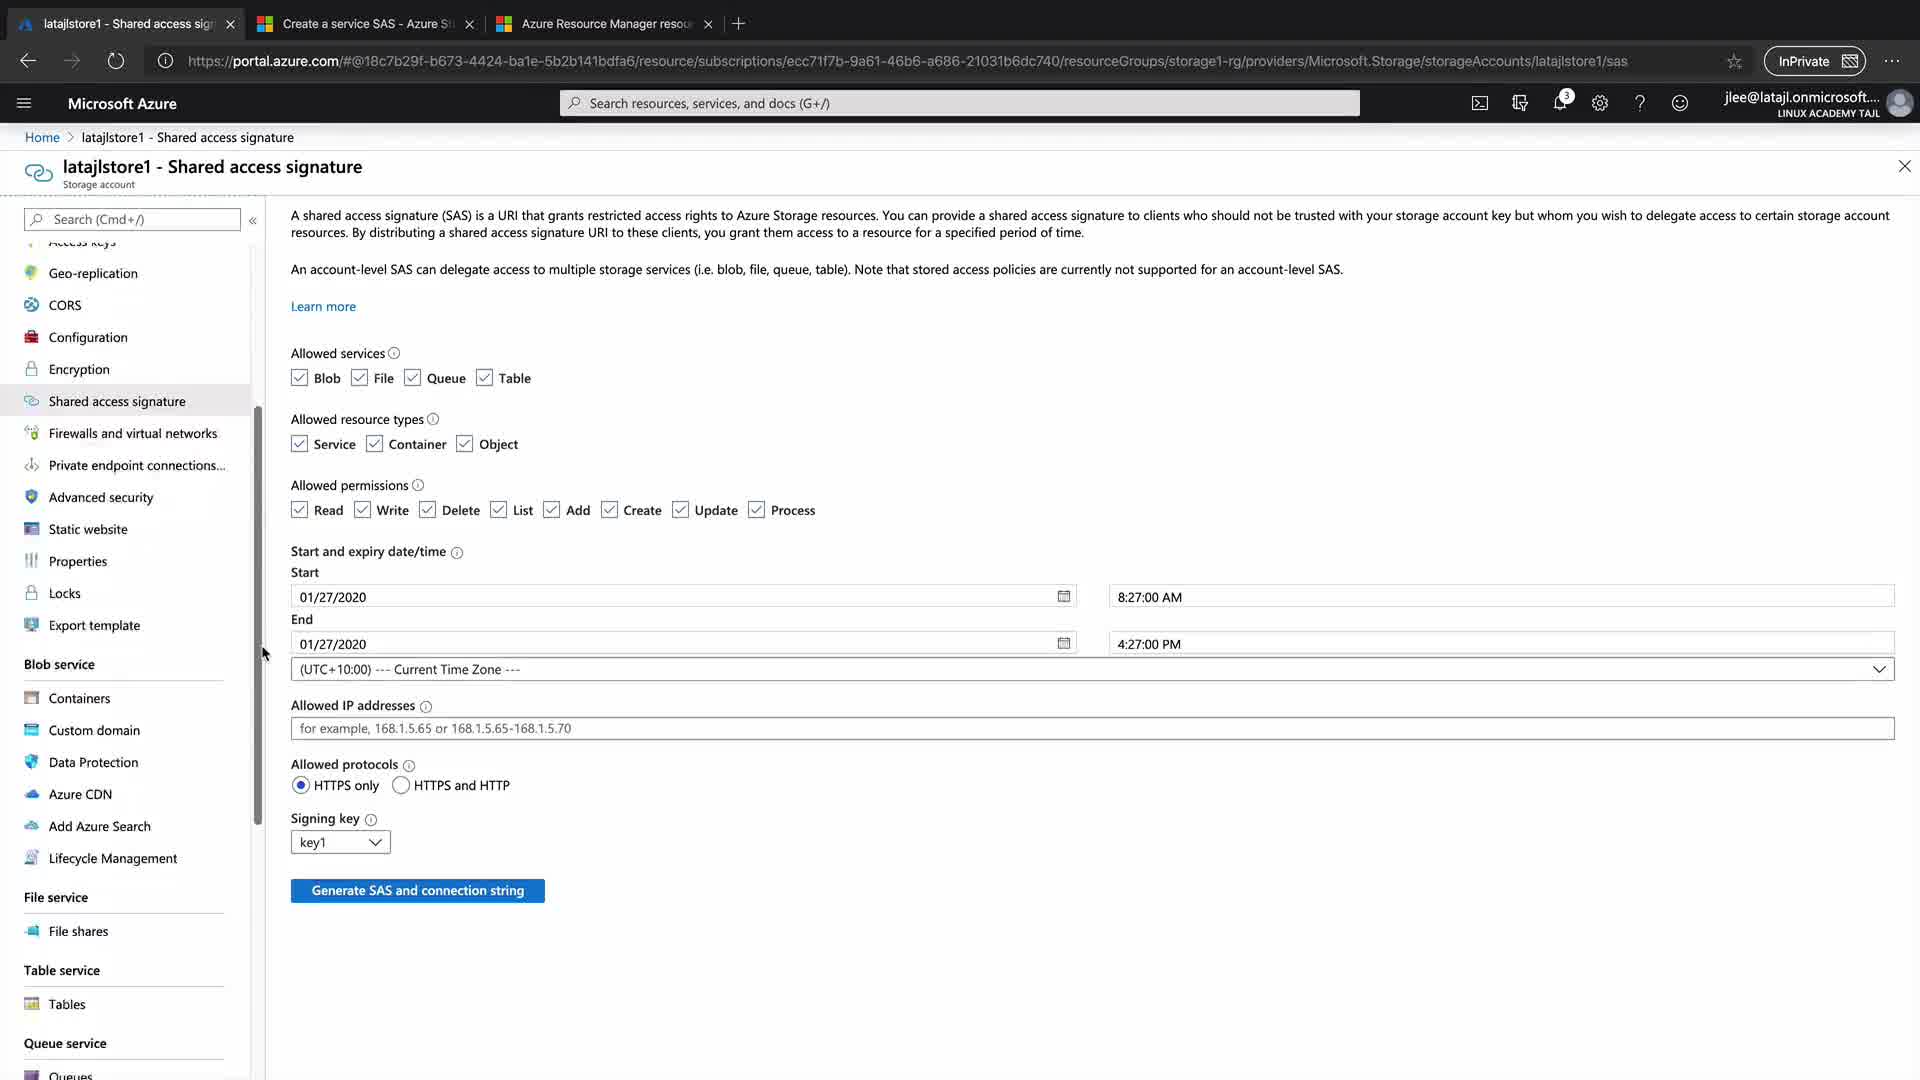 latajlstore1 - Shared access sign
Create a service SAS - Azure St
Azure Resource Manager resou
https://portal.azure.com/#@18c7b29f-b673-4424-ba1e-5b2b141bdfa6/resource/subscriptions/ecc71f7b-9a61-46b6-a686-21031b6dc740/resourceGroups/storage1-rg/providers/Microsoft.Storage/storageAccounts/latajlstore1/sas
InPrivate
Microsoft Azure
Search resources, services, and docs (G+/)
3
jlee@latajl.onmicrosoft....
LINUX ACADEMY TAJL
Home > latajlstore1 - Shared access signature
latajlstore1 - Shared access signature
Storage account
Search (Cmd+/)
Access keys
Geo-replication
CORS
Configuration
Encryption
Shared access signature
Firewalls and virtual networks
Private endpoint connections...
Advanced security
Static website
Properties
Locks
Export template
Blob service
Containers
Custom domain
Data Protection
Azure CDN
Add Azure Search
Lifecycle Management
File service
File shares
Table service
Tables
Queue service
Queues
A shared access signature (SAS) is a URI that grants restricted access rights to Azure Storage resources. You can provide a shared access signature to clients who should not be trusted with your storage account key but whom you wish to delegate access to certain storage account
resources. By distributing a shared access signature URI to these clients, you grant them access to a resource for a specified period of time.
An account-level SAS can delegate access to multiple storage services (i.e. blob, file, queue, table). Note that stored access policies are currently not supported for an account-level SAS.
Learn more
Allowed services
Blob File Queue Table
Allowed resource types
Service Container Object
Allowed permissions
Read Write Delete List Add Create Update Process
Start and expiry date/time
Start
01/27/2020 8:27:00 AM
End
01/27/2020 4:27:00 PM
(UTC+10:00) --- Current Time Zone ---
Allowed IP addresses
for example, 168.1.5.65 or 168.1.5.65-168.1.5.70
Allowed protocols
HTTPS only HTTPS and HTTP
Signing key
key1
Generate SAS and connection string